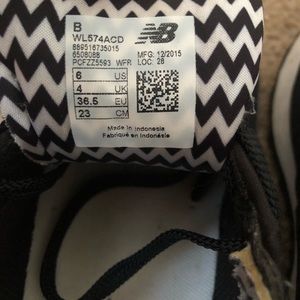 B
WL574ACD
889516735015
6508088
PCFZZ5593 WFR
MFG: 12/2015
LOC: 28
NB
6 US
4 UK
36.5 EU
23 CM
Made in Indonesia
Fabriqué en Indonésie